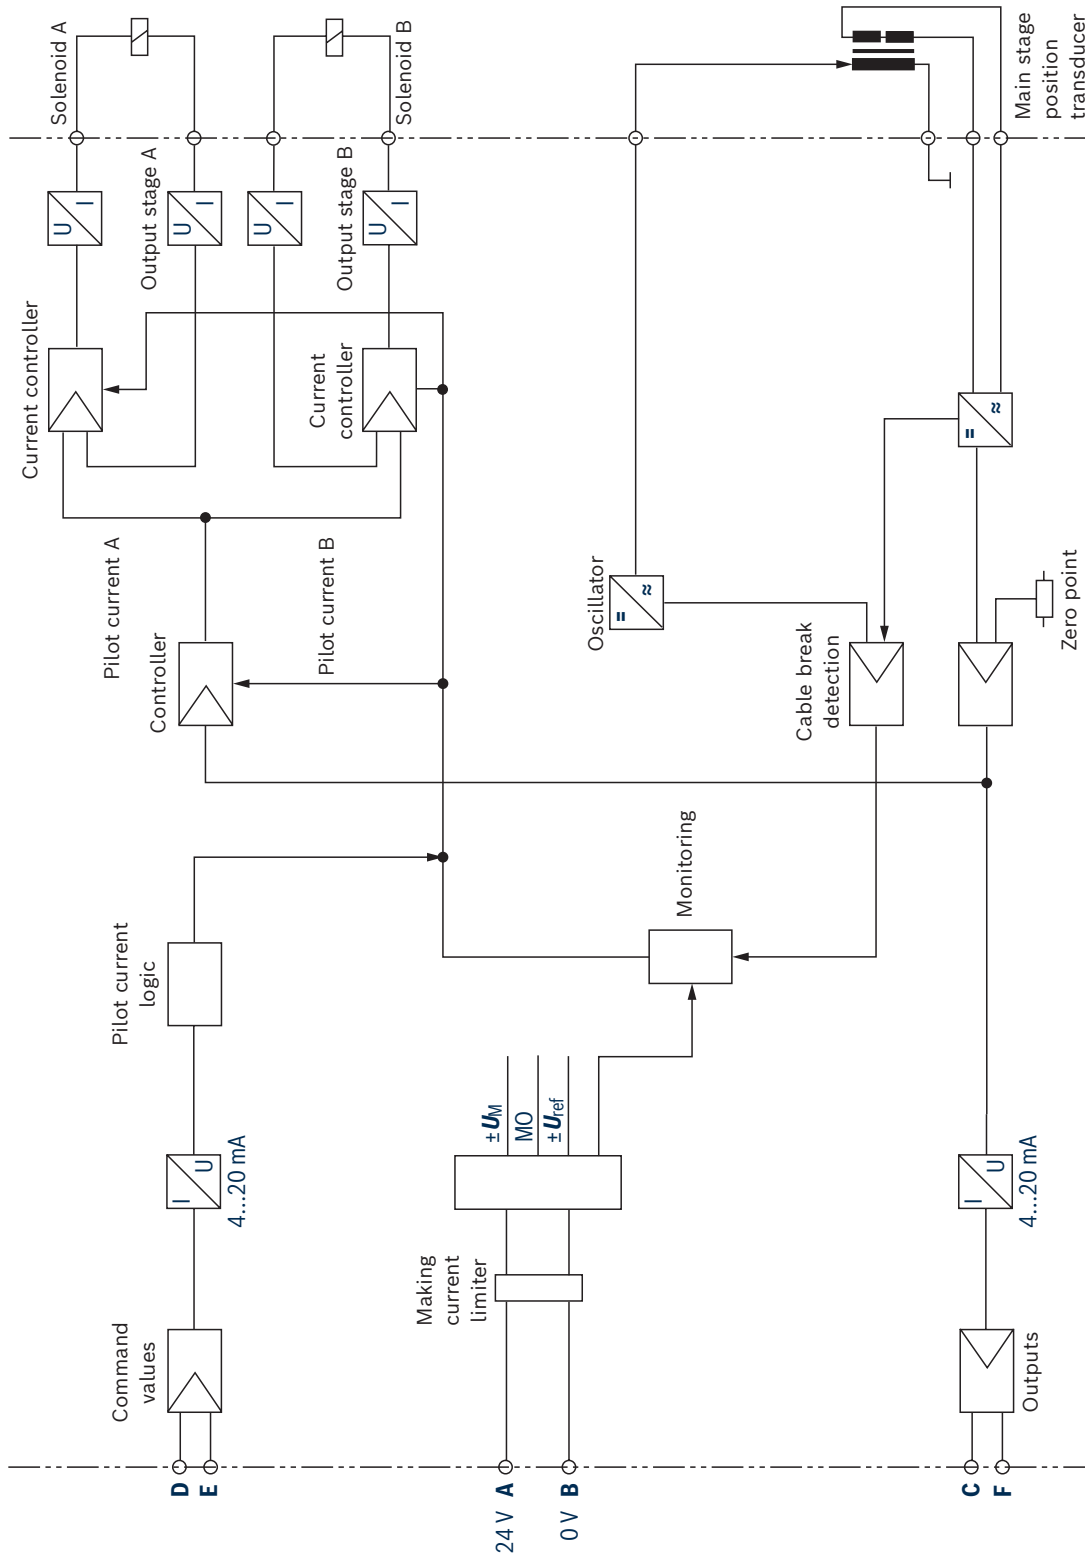 Command
values
D
E
I
U
4...20 mA
Pilot current
logic
Controller
Pilot current A
Pilot current B
Current controller
U
I
Solenoid A
U
I
Output stage A
U
I
Current
controller
U
I
Output stage B
Solenoid B
24 V A
0 V B
Making
current
limiter
±UM
MO
±Uref
Monitoring
Oscillator
=
≈
Cable break
detection
=
≈
Zero point
Main stage
position
transducer
C
F
Outputs
I
U
4...20 mA